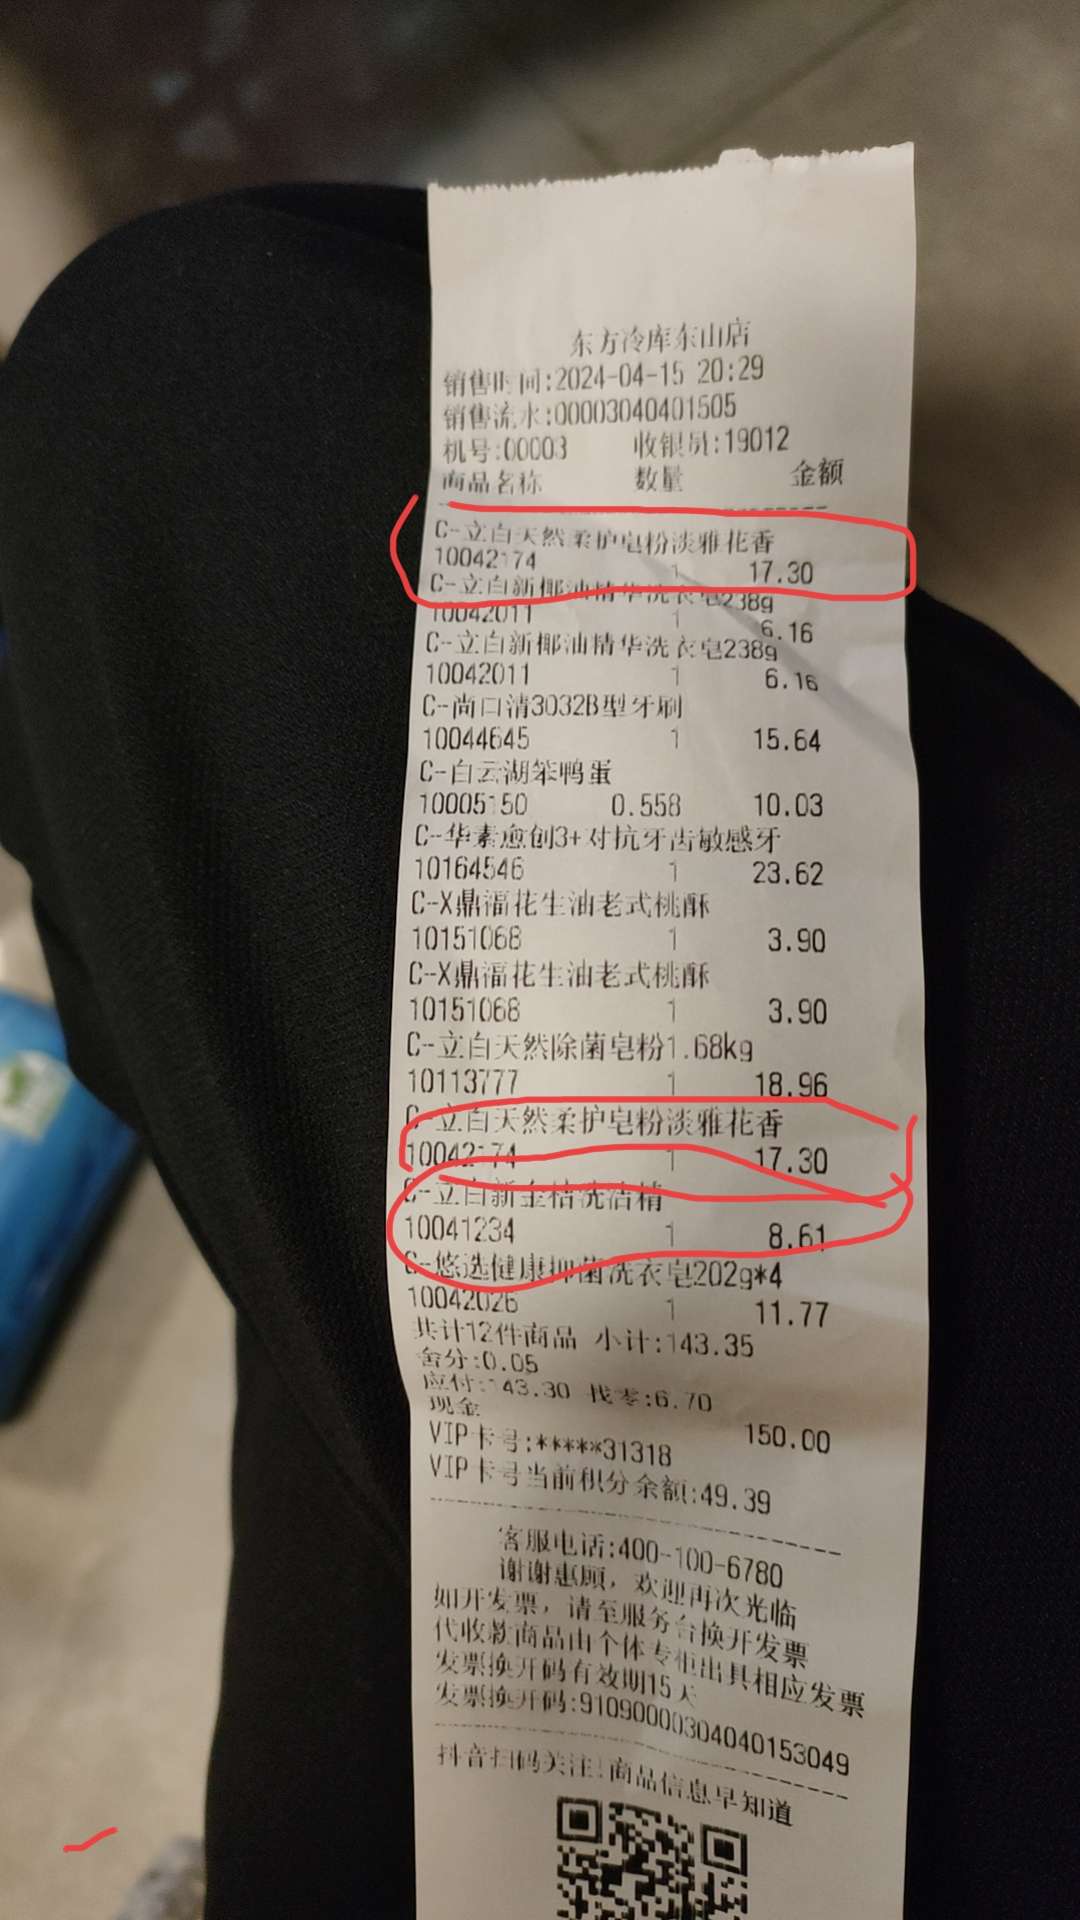 东方冷库东山店
销售时间:2024-04-15 20:29
销售流水:00003040401505
机号:00003 收银员:19012
商品名称 数量 金额
C-立白天然柔护皂粉淡雅花香
10042174 1 17.30
C-立白新椰油精华洗衣皂238g
10042011 1 6.16
C-立白新椰油精华洗衣皂238g
10042011 1 6.16
C-尚口清3032B型牙刷
10044645 1 15.64
C-白云湖笨鸭蛋
10005150 0.558 10.03
C-华素愈创3+对抗牙齿敏感牙
10164546 1 23.62
C-X鼎福花生油老式桃酥
10151068 1 3.90
C-X鼎福花生油老式桃酥
10151068 1 3.90
C-立白天然除菌皂粉1.68kg
10113777 1 18.96
C-立白天然柔护皂粉淡雅花香
10042174 1 17.30
C-立白新金桔洗洁精
10041234 1 8.61
C-悠选健康抑菌洗衣皂202g*4
10042026 1 11.77
共计12件商品 小计:143.35
舍分:0.05
应付:143.30 找零:6.70
现金 150.00
VIP卡号:*****31318
VIP卡号当前积分余额:49.39
客服电话:400-100-6780
谢谢惠顾，欢迎再次光临
如开发票，请至服务台换开发票
代收款商品由个体专柜出具相应发票
发票换开码有效期15天
发票换开码:91090000304040153049
抖音扫码关注!商品信息早知道